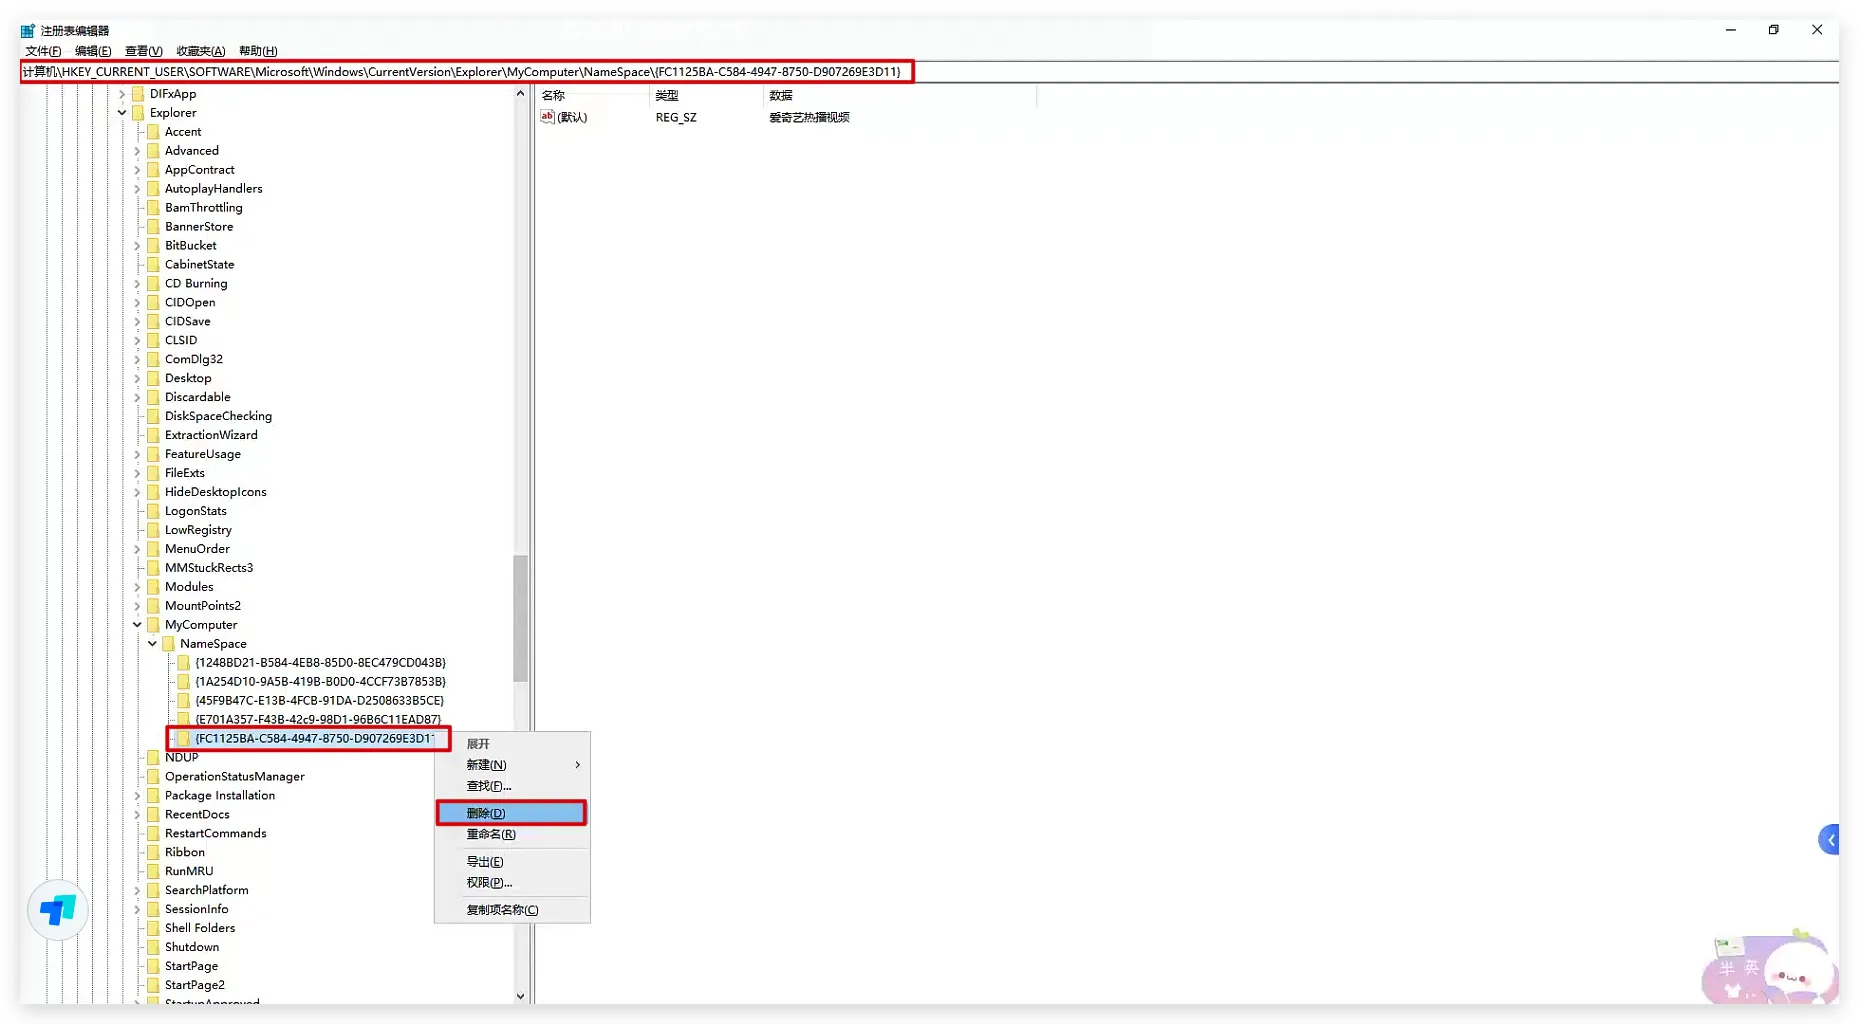 注册表编辑器
文件(F) 编辑(E) 查看(V) 收藏夹(A) 帮助(H)
计算机\HKEY_CURRENT_USER\SOFTWARE\Microsoft\Windows\CurrentVersion\Explorer\MyComputer\NameSpace\{FC1125BA-C584-4947-8750-D907269E3D11}
DIFxApp
Explorer
Accent
Advanced
AppContract
AutoplayHandlers
BamThrottling
BannerStore
BitBucket
CabinetState
CD Burning
CIDOpen
CIDSave
CLSID
ComDlg32
Desktop
Discardable
DiskSpaceChecking
ExtractionWizard
FeatureUsage
FileExts
HideDesktopIcons
LogonStats
LowRegistry
MenuOrder
MMStuckRects3
Modules
MountPoints2
MyComputer
NameSpace
{1248BD21-B584-4EB8-85D0-8EC479CD043B}
{1A254D10-9A5B-419B-B0D0-4CCF73B7853B}
{45F9B47C-E13B-4FCB-91DA-D2508633B5CE}
{E701A357-F43B-42c9-98D1-96B6C11EAD87}
{FC1125BA-C584-4947-8750-D907269E3D11
NDUP
OperationStatusManager
Package Installation
RecentDocs
RestartCommands
Ribbon
RunMRU
SearchPlatform
SessionInfo
Shell Folders
Shutdown
StartPage
StartPage2
StartupApproved
名称 类型 数据
ab (默认) REG_SZ 爱奇艺热播视频
展开
新建(N)
查找(F)...
删除(D)
重命名(R)
导出(E)
权限(P)...
复制项名称(C)
半 英